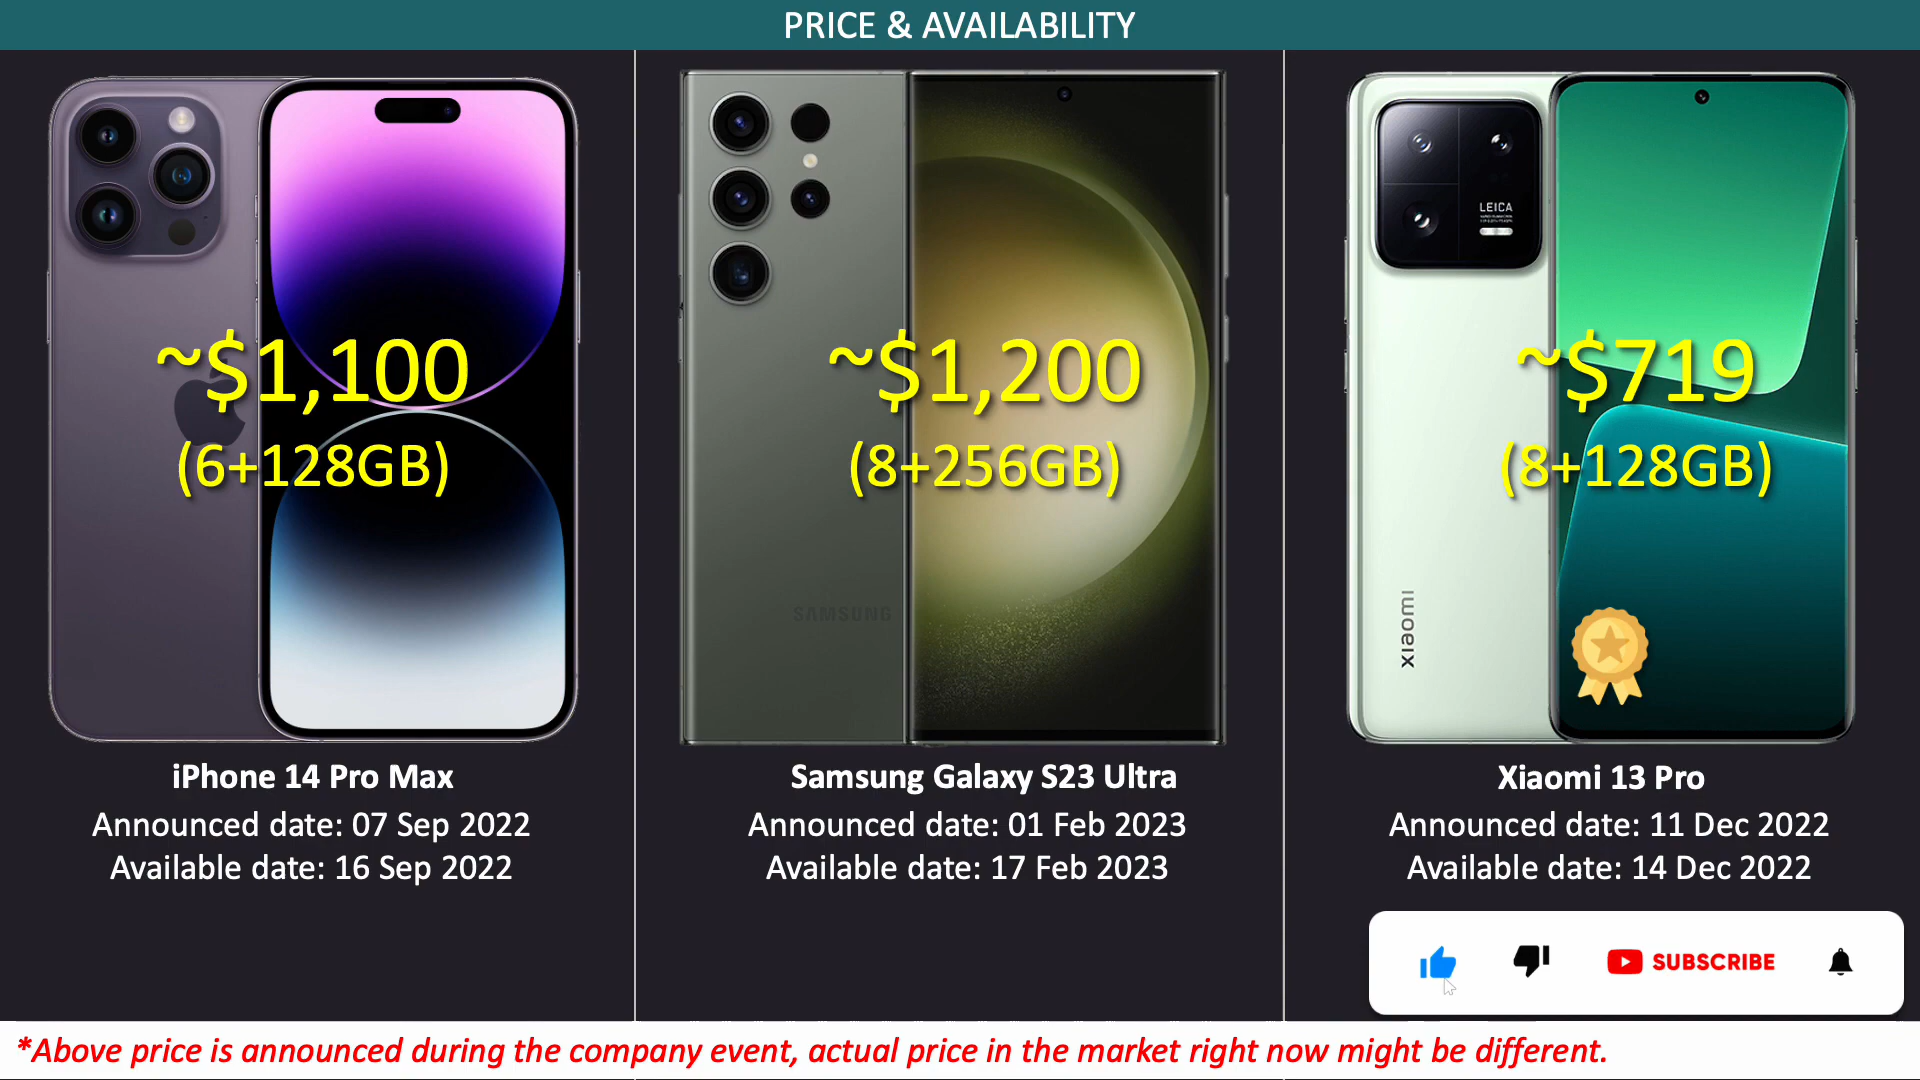 PRICE & AVAILABILITY
~$1,100
(6+128GB)
iPhone 14 Pro Max
Announced date: 07 Sep 2022
Available date: 16 Sep 2022
~$1,200
(8+256GB)
SAMSUNG
Samsung Galaxy S23 Ultra
Announced date: 01 Feb 2023
Available date: 17 Feb 2023
LEICA
~$719
(8+128GB)
xiaomi
Xiaomi 13 Pro
Announced date: 11 Dec 2022
Available date: 14 Dec 2022
SUBSCRIBE
*Above price is announced during the company event, actual price in the market right now might be different.